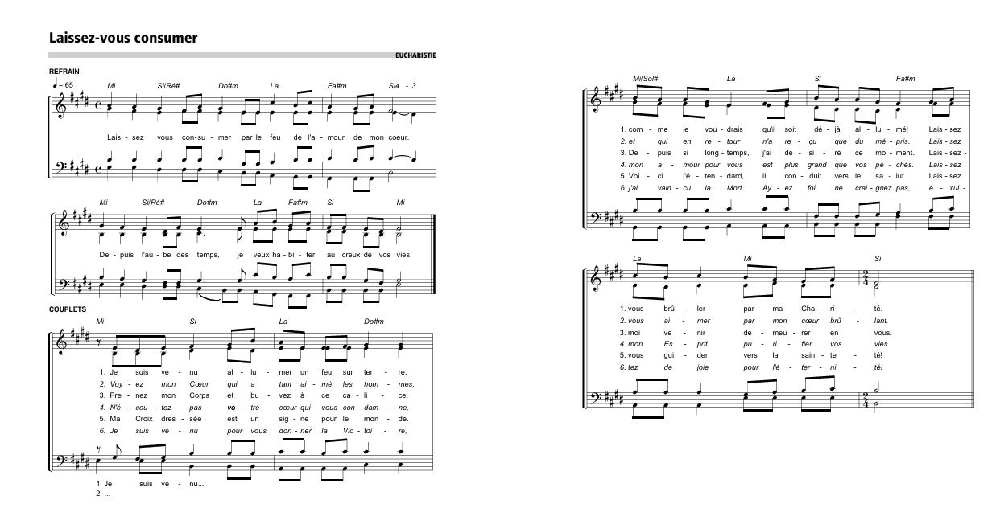 Laissez-vous consumer
EUCHARISTIE
REFRAIN
= 65
Mi Si/Ré# Do#m La Fa#m Si4 - 3
Lais - sez vous con-su - mer par le feu de l'a-mour de mon coeur.
Mi Si/Ré# Do#m La Fa#m Si Mi
De - puis l'au-be des temps, je veux ha-bi-ter au creux de vos vies.
COUPLETS
Mi Si La Do#m
1. Je suis ve - nu al - lu - mer un feu sur ter - re,
2. Voy - ez mon Cœur qui a tant ai - mé les hom - mes,
3. Pre - nez mon Corps et bu - vez à ce ca - li - ce.
4. N'é - cou - tez pas vo - tre cœur qui vous con - dam - ne,
5. Ma Croix dres - sée est un sig - ne pour le mon - de.
6. Je suis ve - nu pour vous don - ner la Vic - toi - re,
1. Je suis ve - nu...
2. ...
Mi/Sol# La Si Fa#m
1. com - me je vou - drais qu'il soit dé - jà al - lu - mé! Lais - sez
2. et qui en re - tour n'a re - çu que du mé - pris. Lais - sez
3. De - puis si long - temps, j'ai dé - si - ré ce mo - ment. Lais - sez -
4. mon a - mour pour vous est plus grand que vos pé - chés. Lais - sez
5. Voi - ci l'é - ten - dard, il con - duit vers le sa - lut. Lais - sez
6. j'ai vain - cu la Mort. Ay - ez foi, ne crai - gnez pas, e - xul -
La Mi Si
2
4
1. vous brû - ler par ma Cha - ri - té.
2. vous ai - mer par mon cœur brû - lant.
3. moi ve - nir de - meu - rer en vous.
4. mon Es - prit pu - ri - fier vos vies.
5. vous gui - der vers la sain - te - té!
6. tez de joie pour l'é - ter - ni - té!
2
4